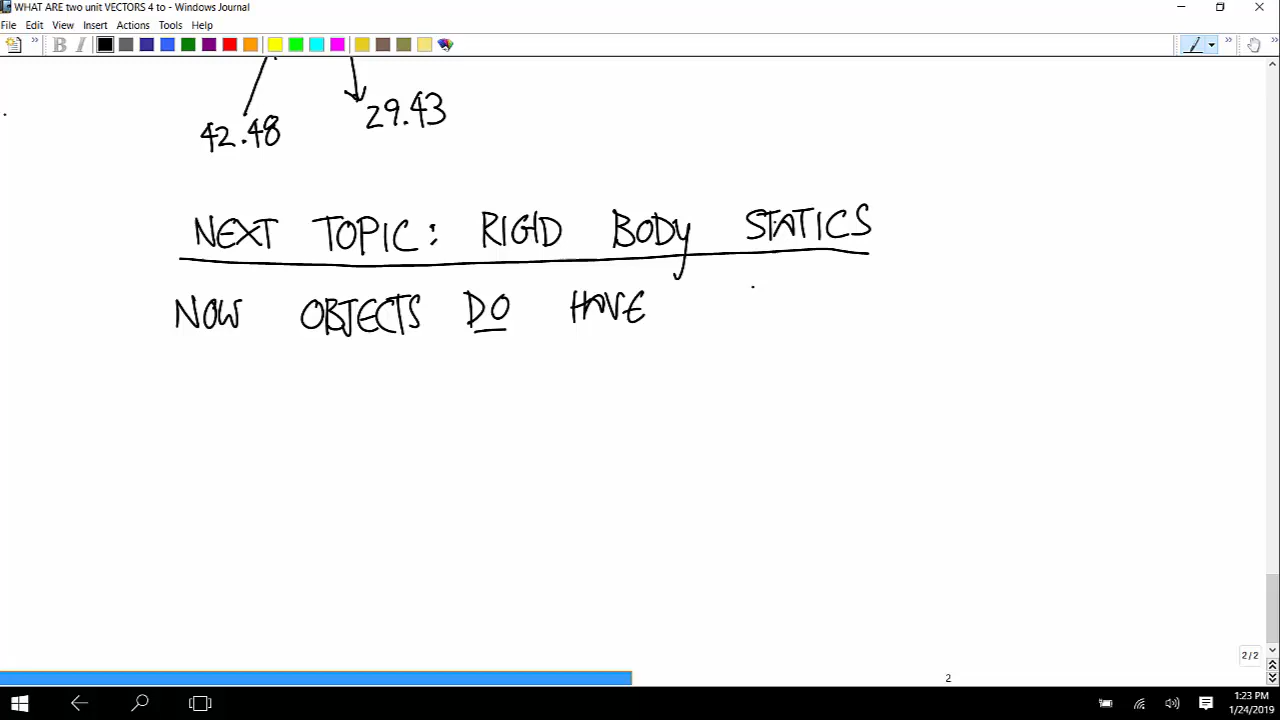 WHAT ARE two unit VECTORS 4 to - Windows Journal
File Edit View Insert Actions Tools Help
B I
42.48
29.43
NEXT TOPIC: RIGID BODY STATICS
NOW OBJECTS DO HAVE
2/2
2
1:23 PM
1/24/2019